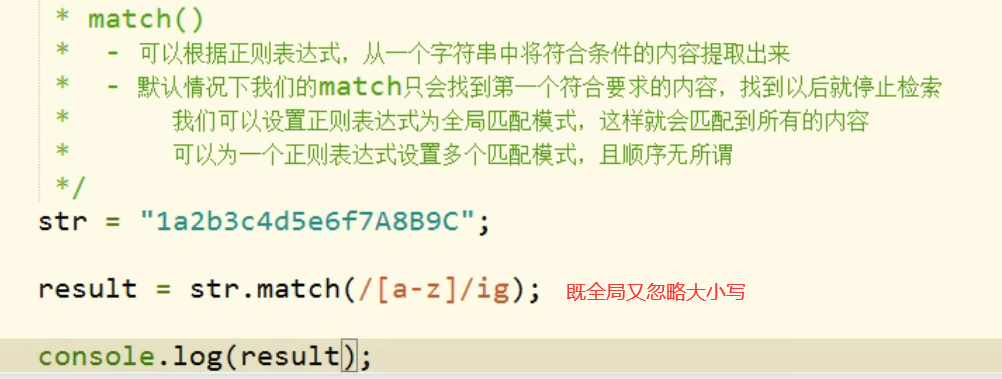 * match()
* - 可以根据正则表达式，从一个字符串中将符合条件的内容提取出来
* - 默认情况下我们的match只会找到第一个符合要求的内容，找到以后就停止检索
* 我们可以设置正则表达式为全局匹配模式，这样就会匹配到所有的内容
* 可以为一个正则表达式设置多个匹配模式，且顺序无所谓
*/
str = "1a2b3c4d5e6f7A8B9C";
result = str.match(/[a-z]/ig); 既全局又忽略大小写
console.log(result);